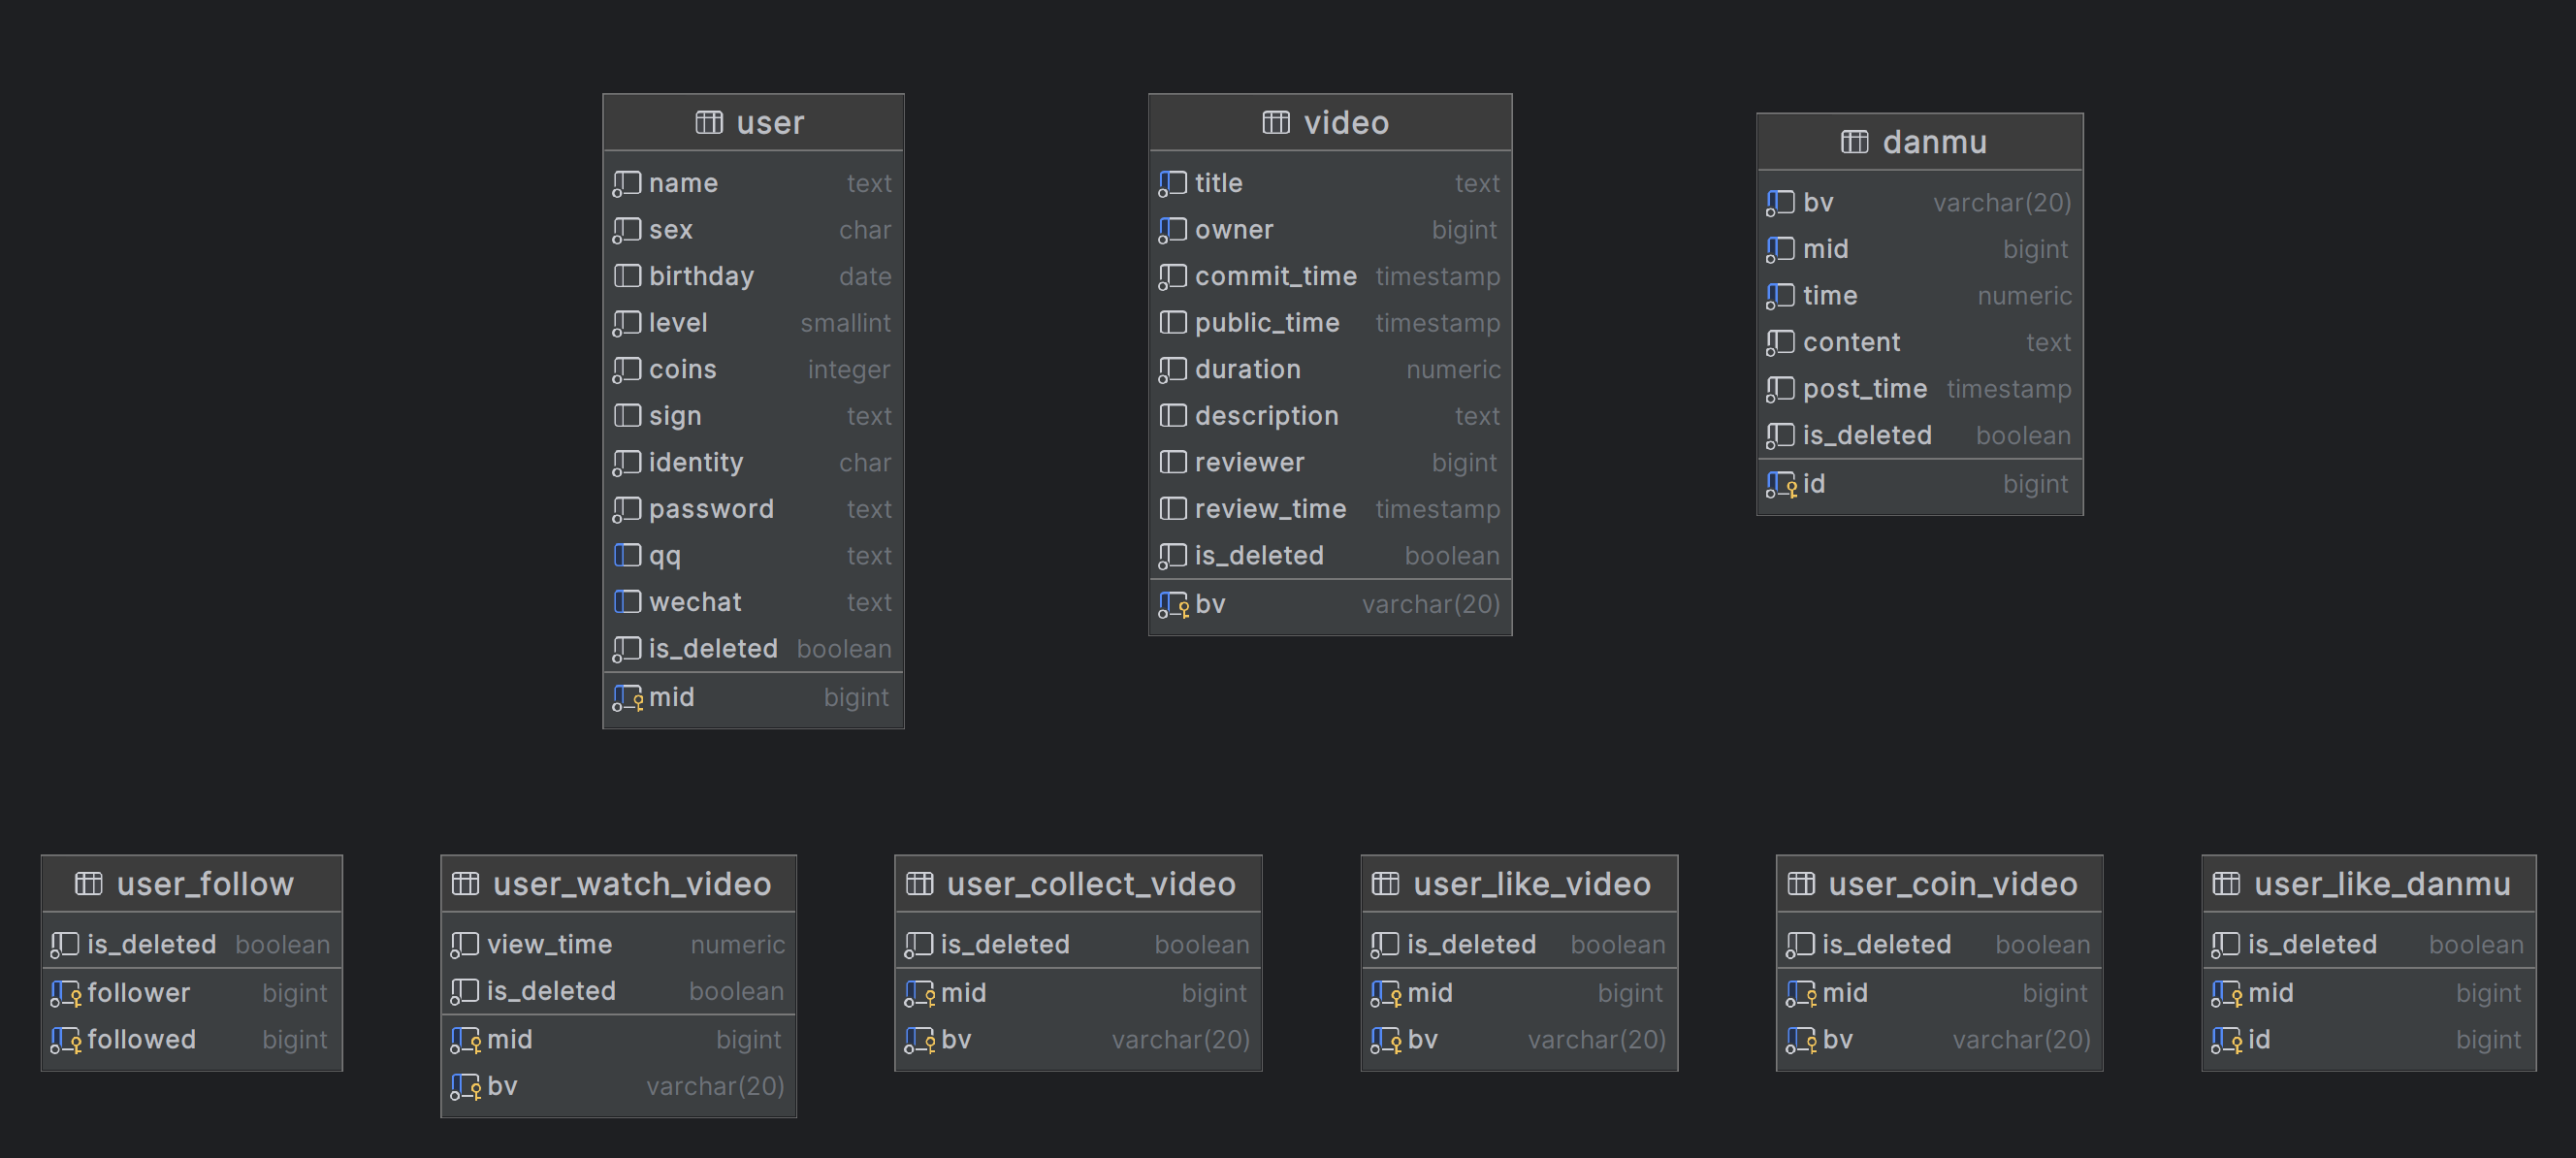 user
name text
sex char
birthday date
level smallint
coins integer
sign text
identity char
password text
qq text
wechat text
is_deleted boolean
mid bigint
video
title text
owner bigint
commit_time timestamp
public_time timestamp
duration numeric
description text
reviewer bigint
review_time timestamp
is_deleted boolean
bv varchar(20)
danmu
bv varchar(20)
mid bigint
time numeric
content text
post_time timestamp
is_deleted boolean
id bigint
user_follow
is_deleted boolean
follower bigint
followed bigint
user_watch_video
view_time numeric
is_deleted boolean
mid bigint
bv varchar(20)
user_collect_video
is_deleted boolean
mid bigint
bv varchar(20)
user_like_video
is_deleted boolean
mid bigint
bv varchar(20)
user_coin_video
is_deleted boolean
mid bigint
bv varchar(20)
user_like_danmu
is_deleted boolean
mid bigint
id bigint